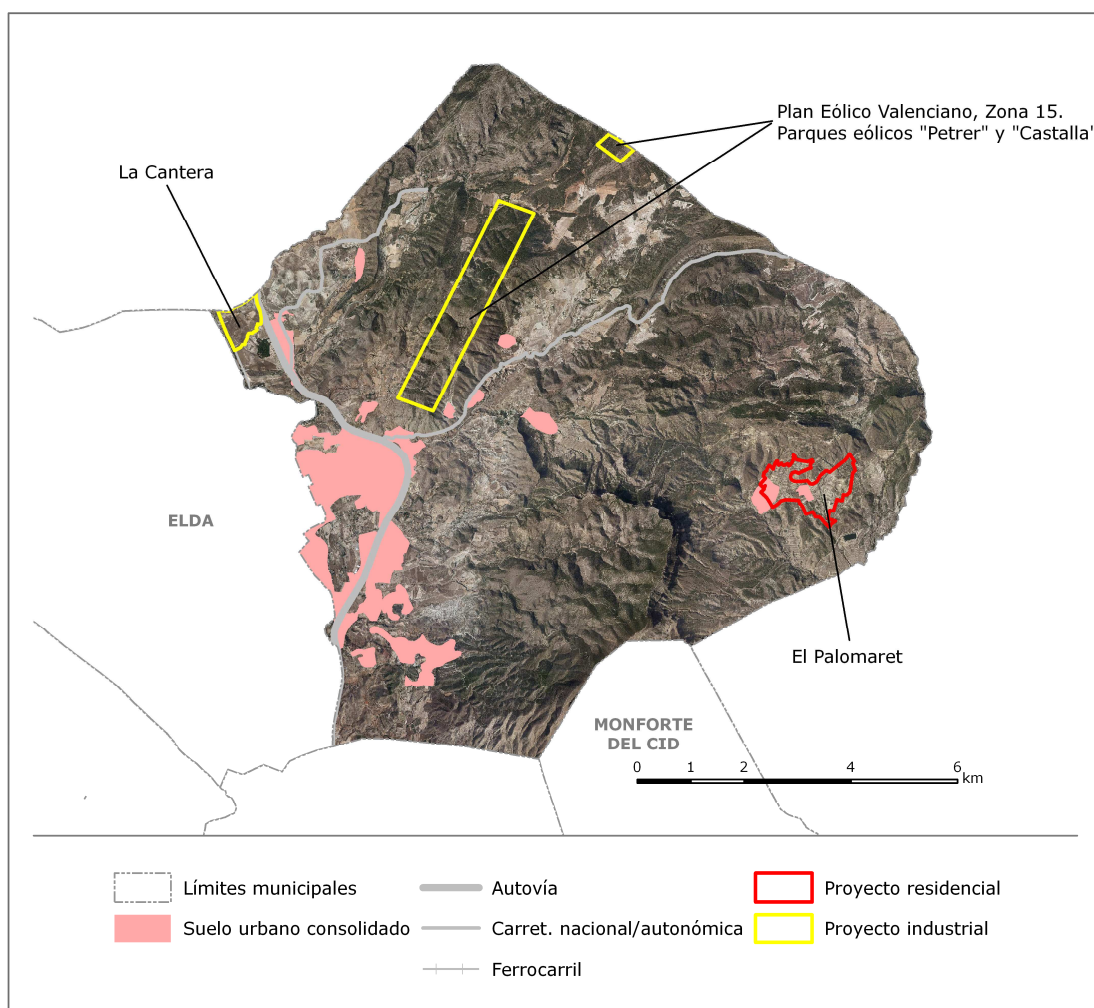 Plan Eólico Valenciano, Zona 15.
Parques eólicos "Petrer" y "Castalla"
La Cantera
ELDA
El Palomaret
MONFORTE
DEL CID
0 1 2 4 6
km
Límites municipales
Autovía
Proyecto residencial
Suelo urbano consolidado
Carret. nacional/autonómica
Proyecto industrial
Ferrocarril